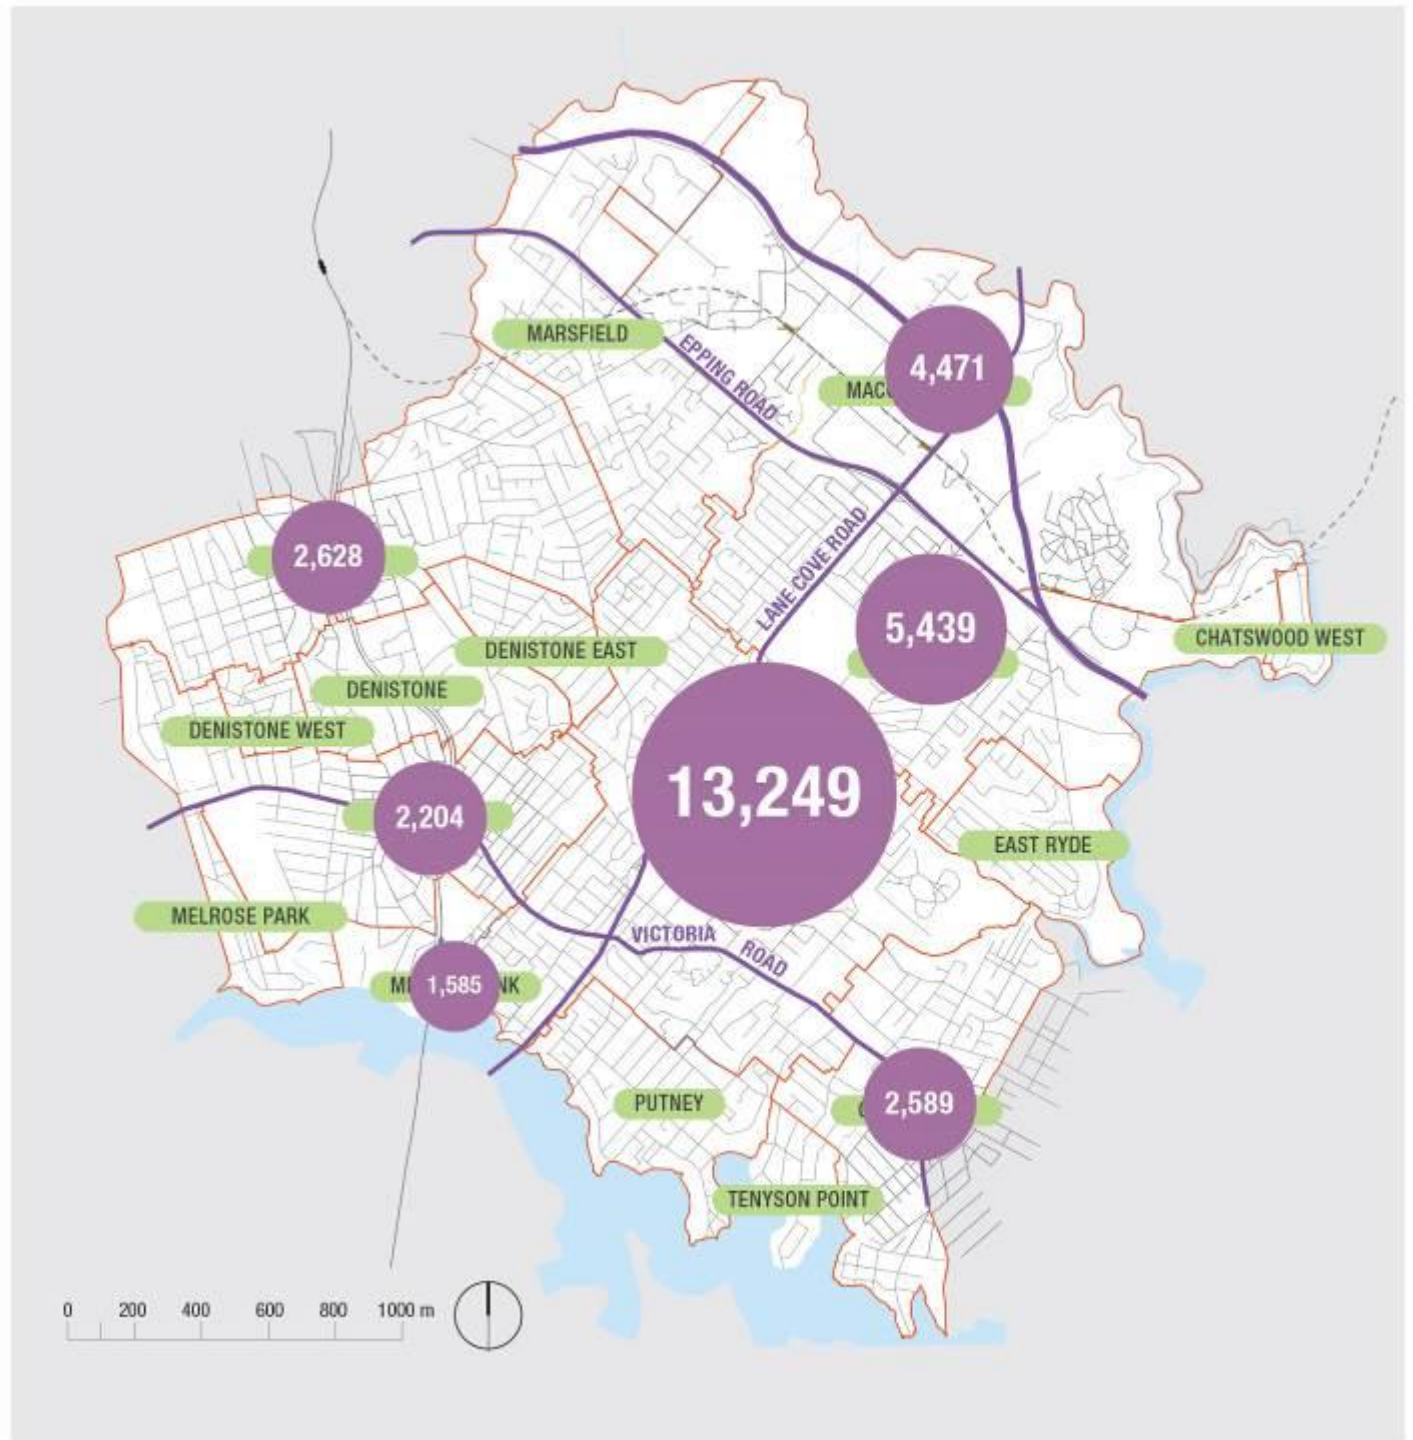 MARSFIELD
EPPING ROAD
4,471
LANE COVE ROAD
2,628
5,439
CHATSWOOD WEST
DENISTONE EAST
DENISTONE
DENISTONE WEST
13,249
2,204
EAST RYDE
MELROSE PARK
VICTORIA ROAD
1,585
PUTNEY
2,589
TENYSON POINT
0 200 400 600 800 1000 m